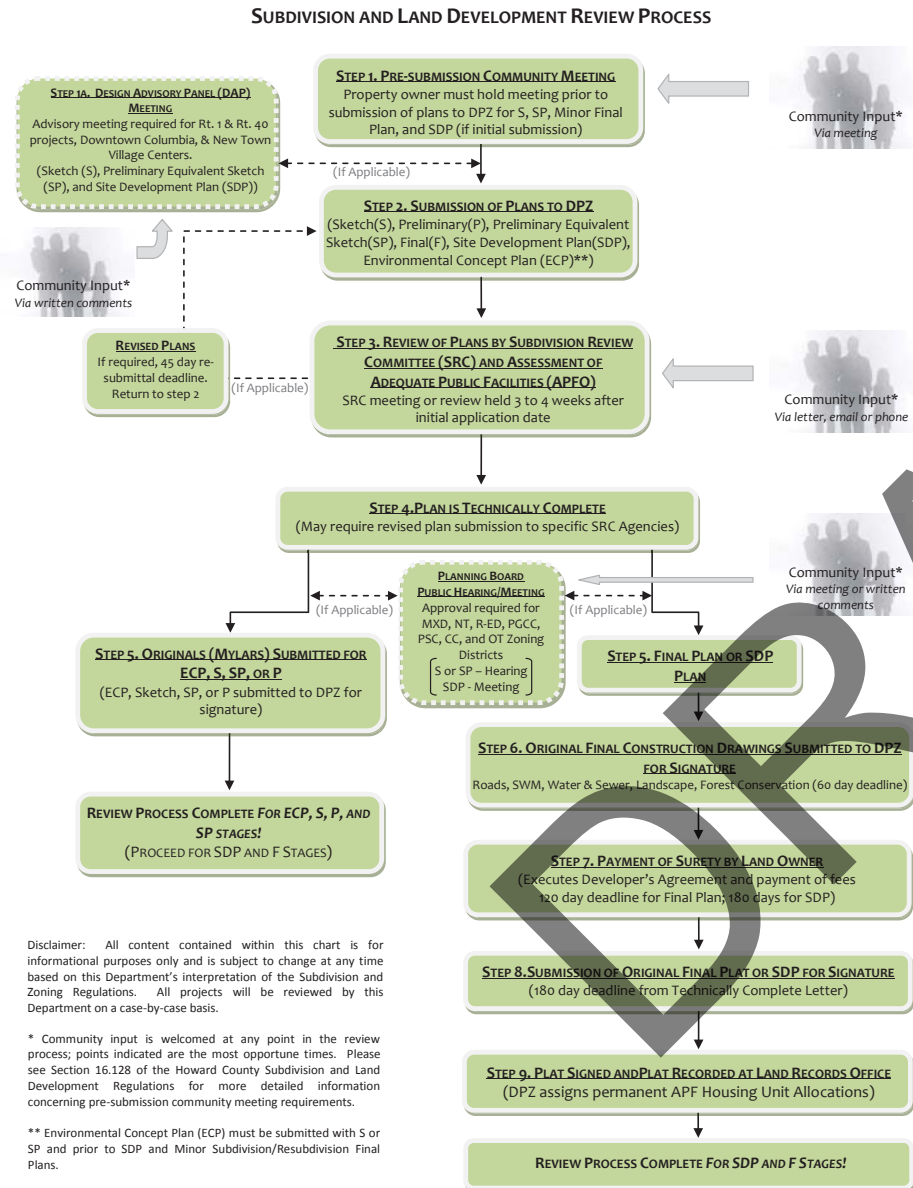 SUBDIVISION AND LAND DEVELOPMENT REVIEW PROCESS
STEP 1. PRE-SUBMISSION COMMUNITY MEETING
Property owner must hold meeting prior to
submission of plans to DPZ for S, SP, Minor Final
Plan, and SDP (if initial submission)
Community Input*
Via meeting
STEP 1A. DESIGN ADVISORY PANEL (DAP)
MEETING
Advisory meeting required for Rt. 1 & Rt. 40
projects, Downtown Columbia, & New Town
Village Centers.
(Sketch (S), Preliminary Equivalent Sketch
(SP), and Site Development Plan (SDP))
(If Applicable)
Community Input*
Via written comments
STEP 2. SUBMISSION OF PLANS TO DPZ
(Sketch(S), Preliminary(P), Preliminary Equivalent
Sketch(SP), Final(F), Site Development Plan(SDP),
Environmental Concept Plan (ECP)**)
REVISED PLANS
If required, 45 day re-
submittal deadline.
Return to step 2
(If Applicable)
STEP 3. REVIEW OF PLANS BY SUBDIVISION REVIEW
COMMITTEE (SRC) AND ASSESSMENT OF
ADEQUATE PUBLIC FACILITIES (APFO)
SRC meeting or review held 3 to 4 weeks after
initial application date
Community Input*
Via letter, email or phone
STEP 4.PLAN IS TECHNICALLY COMPLETE
(May require revised plan submission to specific SRC Agencies)
Community Input*
Via meeting or written
comments
PLANNING BOARD
PUBLIC HEARING/MEETING
Approval required for
MXD, NT, R-ED, PGCC,
PSC, CC, and OT Zoning
Districts
S or SP – Hearing
SDP - Meeting
(If Applicable)
(If Applicable)
STEP 5. ORIGINALS (MYLARS) SUBMITTED FOR
ECP, S, SP, OR P
(ECP, Sketch, SP, or P submitted to DPZ for
signature)
REVIEW PROCESS COMPLETE FOR ECP, S, P, AND
SP STAGES!
(PROCEED FOR SDP AND F STAGES)
STEP 5. FINAL PLAN OR SDP
PLAN
STEP 6. ORIGINAL FINAL CONSTRUCTION DRAWINGS SUBMITTED TO DPZ
FOR SIGNATURE
Roads, SWM, Water & Sewer, Landscape, Forest Conservation (60 day deadline)
STEP 7. PAYMENT OF SURETY BY LAND OWNER
(Executes Developer's Agreement and payment of fees
120 day deadline for Final Plan; 180 days for SDP)
STEP 8.SUBMISSION OF ORIGINAL FINAL PLAT OR SDP FOR SIGNATURE
(180 day deadline from Technically Complete Letter)
STEP 9. PLAT SIGNED ANDPLAT RECORDED AT LAND RECORDS OFFICE
(DPZ assigns permanent APF Housing Unit Allocations)
REVIEW PROCESS COMPLETE FOR SDP AND F STAGES!
Disclaimer: All content contained within this chart is for
informational purposes only and is subject to change at any time
based on this Department's interpretation of the Subdivision and
Zoning Regulations. All projects will be reviewed by this
Department on a case-by-case basis.
* Community input is welcomed at any point in the review
process; points indicated are the most opportune times. Please
see Section 16.128 of the Howard County Subdivision and Land
Development Regulations for more detailed information
concerning pre-submission community meeting requirements.
** Environmental Concept Plan (ECP) must be submitted with S or
SP and prior to SDP and Minor Subdivision/Resubdivision Final
Plans.